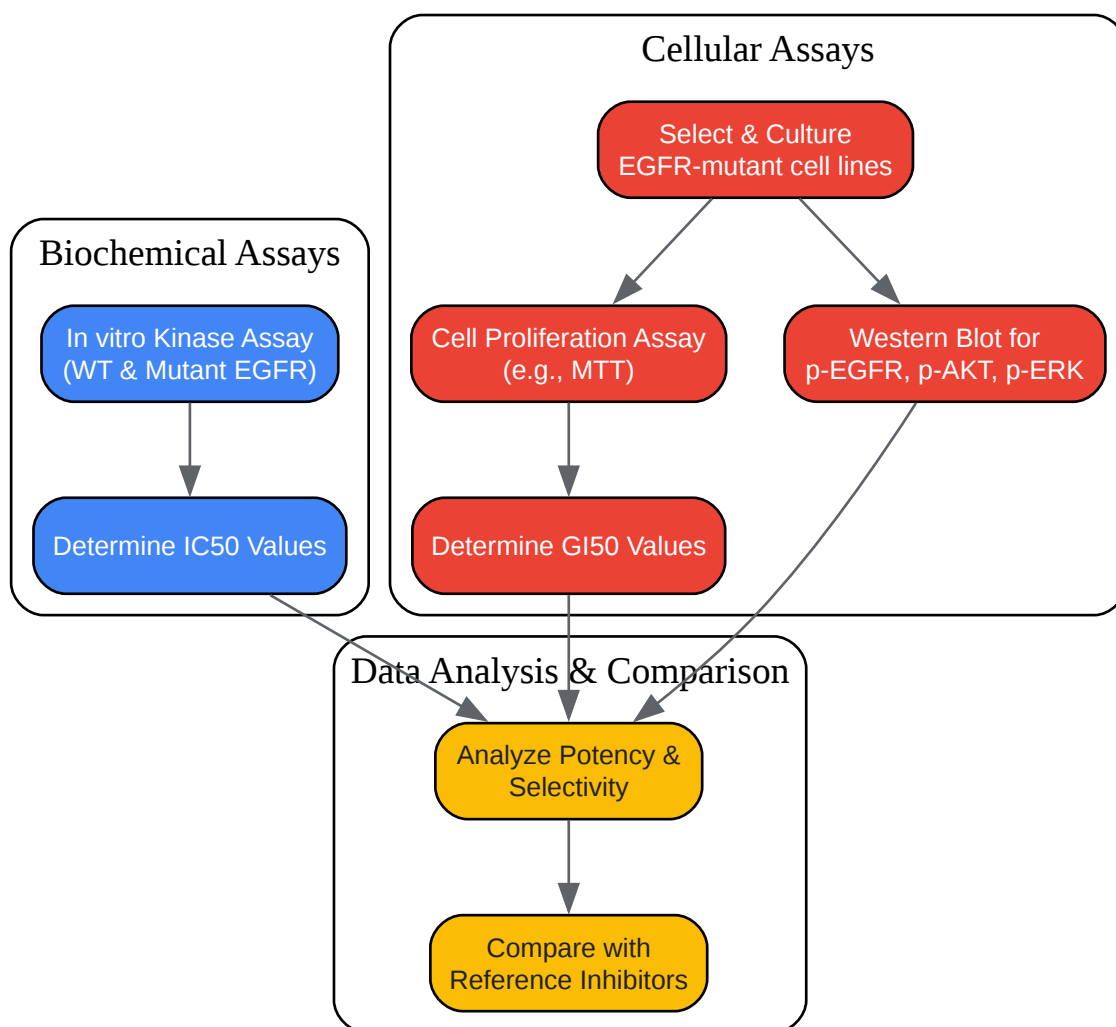 Cellular Assays
Select & Culture
EGFR-mutant cell lines
Biochemical Assays
In vitro Kinase Assay
(WT & Mutant EGFR)
Cell Proliferation Assay
(e.g., MTT)
Western Blot for
p-EGFR, p-AKT, p-ERK
Determine IC50 Values
Determine GI50 Values
Data Analysis & Comparison
Analyze Potency &
Selectivity
Compare with
Reference Inhibitors